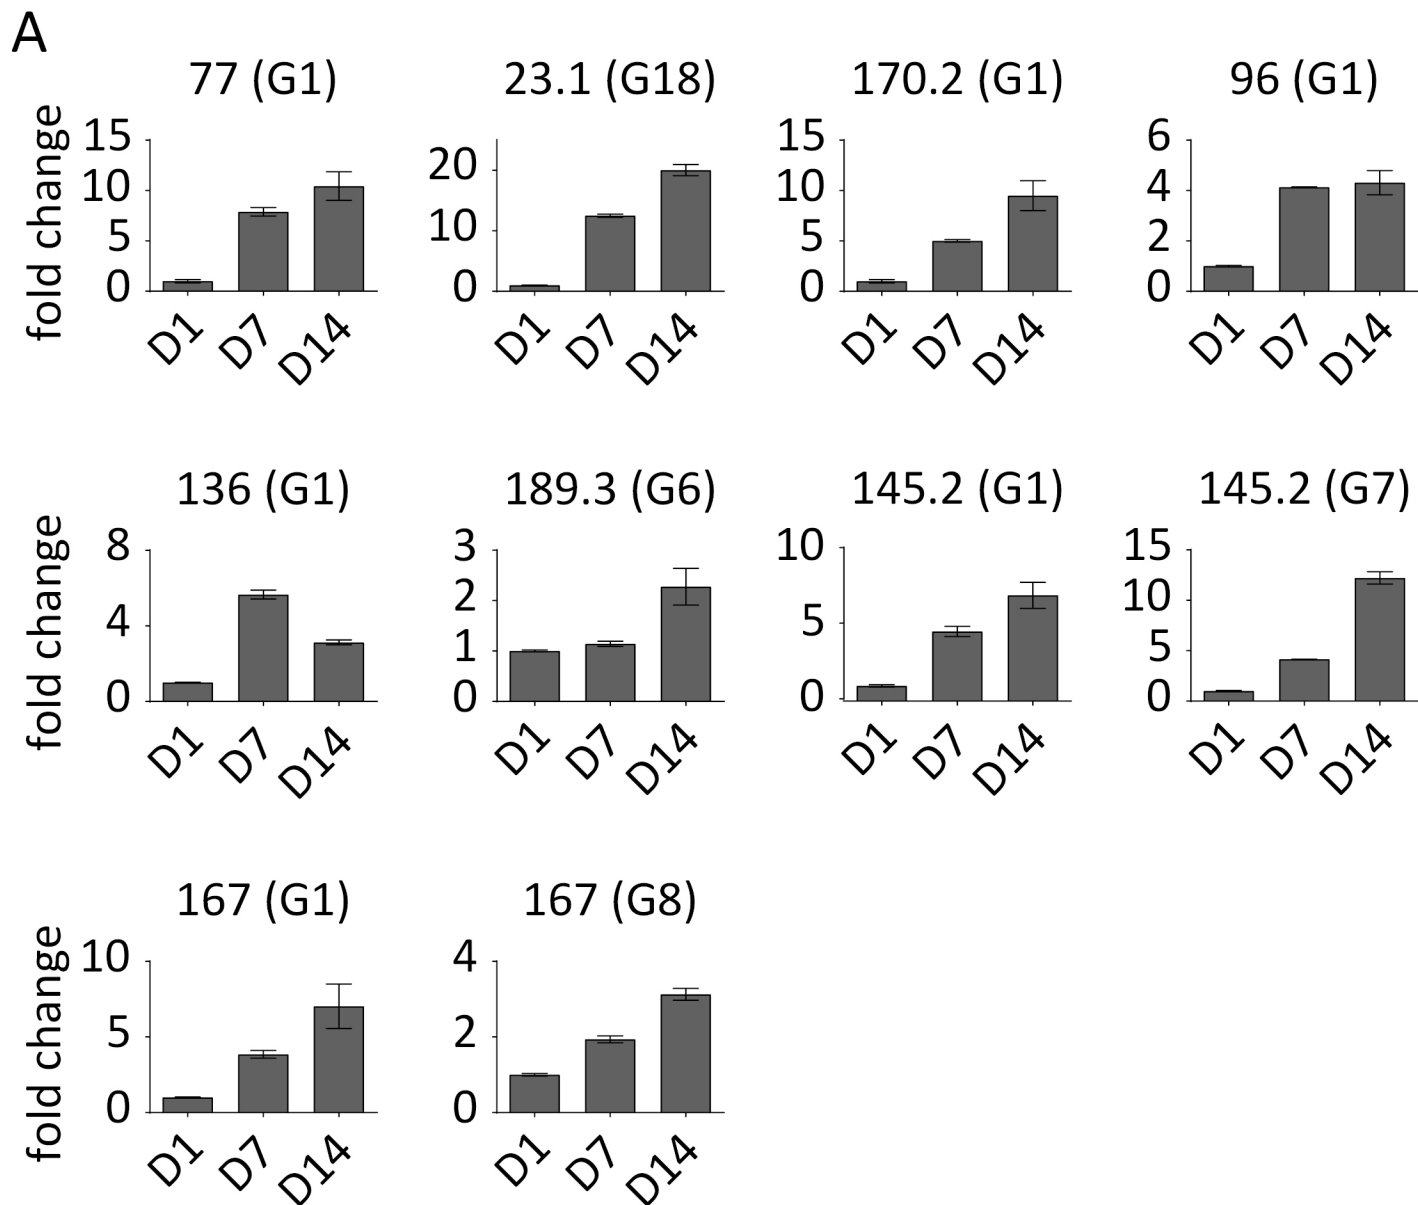 A
77 (G1) 23.1 (G18) 170.2 (G1) 96 (G1)
fold change
15
10
5
0
D1 D7 D14
20
10
0
D1 D7 D14
15
10
5
0
D1 D7 D14
6
4
2
0
D1 D7 D14
136 (G1) 189.3 (G6) 145.2 (G1) 145.2 (G7)
fold change
8
4
0
D1 D7 D14
3
2
1
0
D1 D7 D14
10
5
0
D1 D7 D14
15
10
5
0
D1 D7 D14
167 (G1) 167 (G8)
fold change
10
5
0
D1 D7 D14
4
2
0
D1 D7 D14